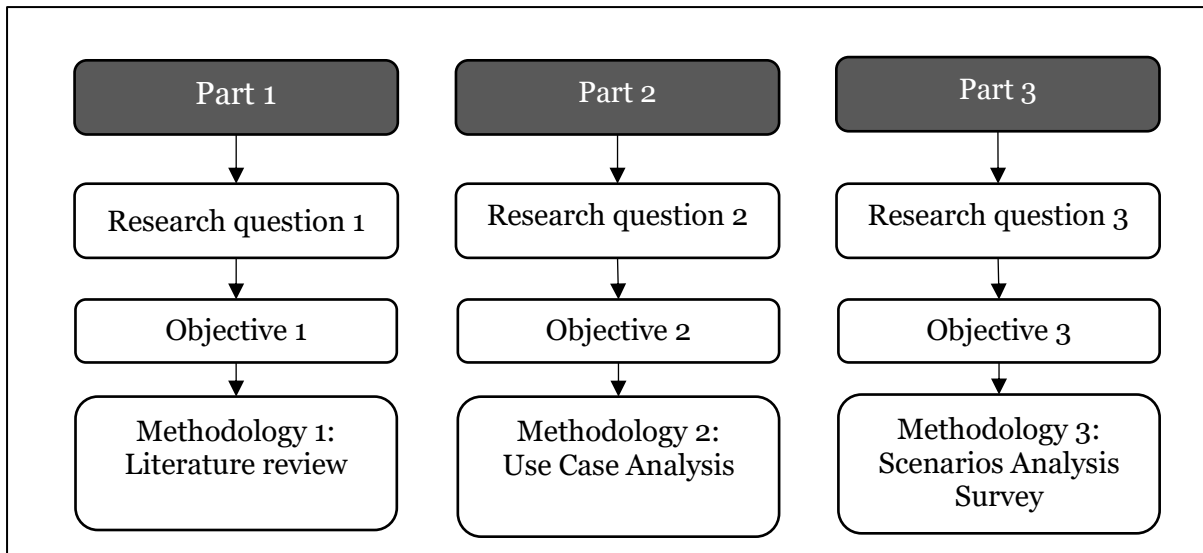 Part 1
Research question 1
Objective 1
Methodology 1:
Literature review
Part 2
Research question 2
Objective 2
Methodology 2:
Use Case Analysis
Part 3
Research question 3
Objective 3
Methodology 3:
Scenarios Analysis
Survey